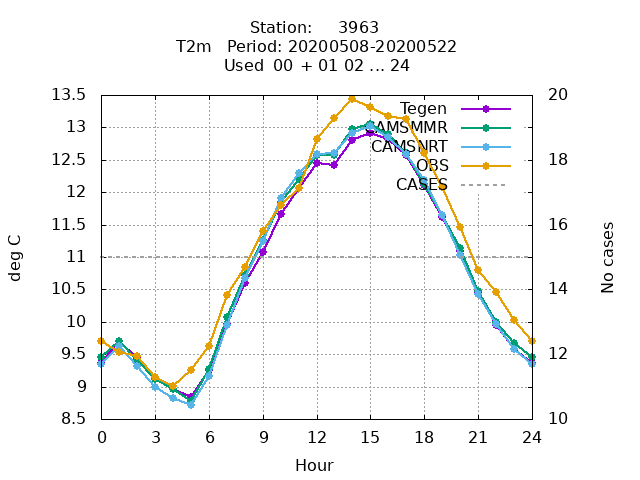 Station:     3963
T2m   Period: 20200508-20200522
Used  00 + 01 02 ... 24
13.5
13
12.5
12
11.5
11
10.5
10
9.5
9
8.5
deg C
20
18
16
14
12
10
No cases
Tegen
CAMSMMR
CAMSNRT
OBS
CASES
0 3 6 9 12 15 18 21 24
Hour